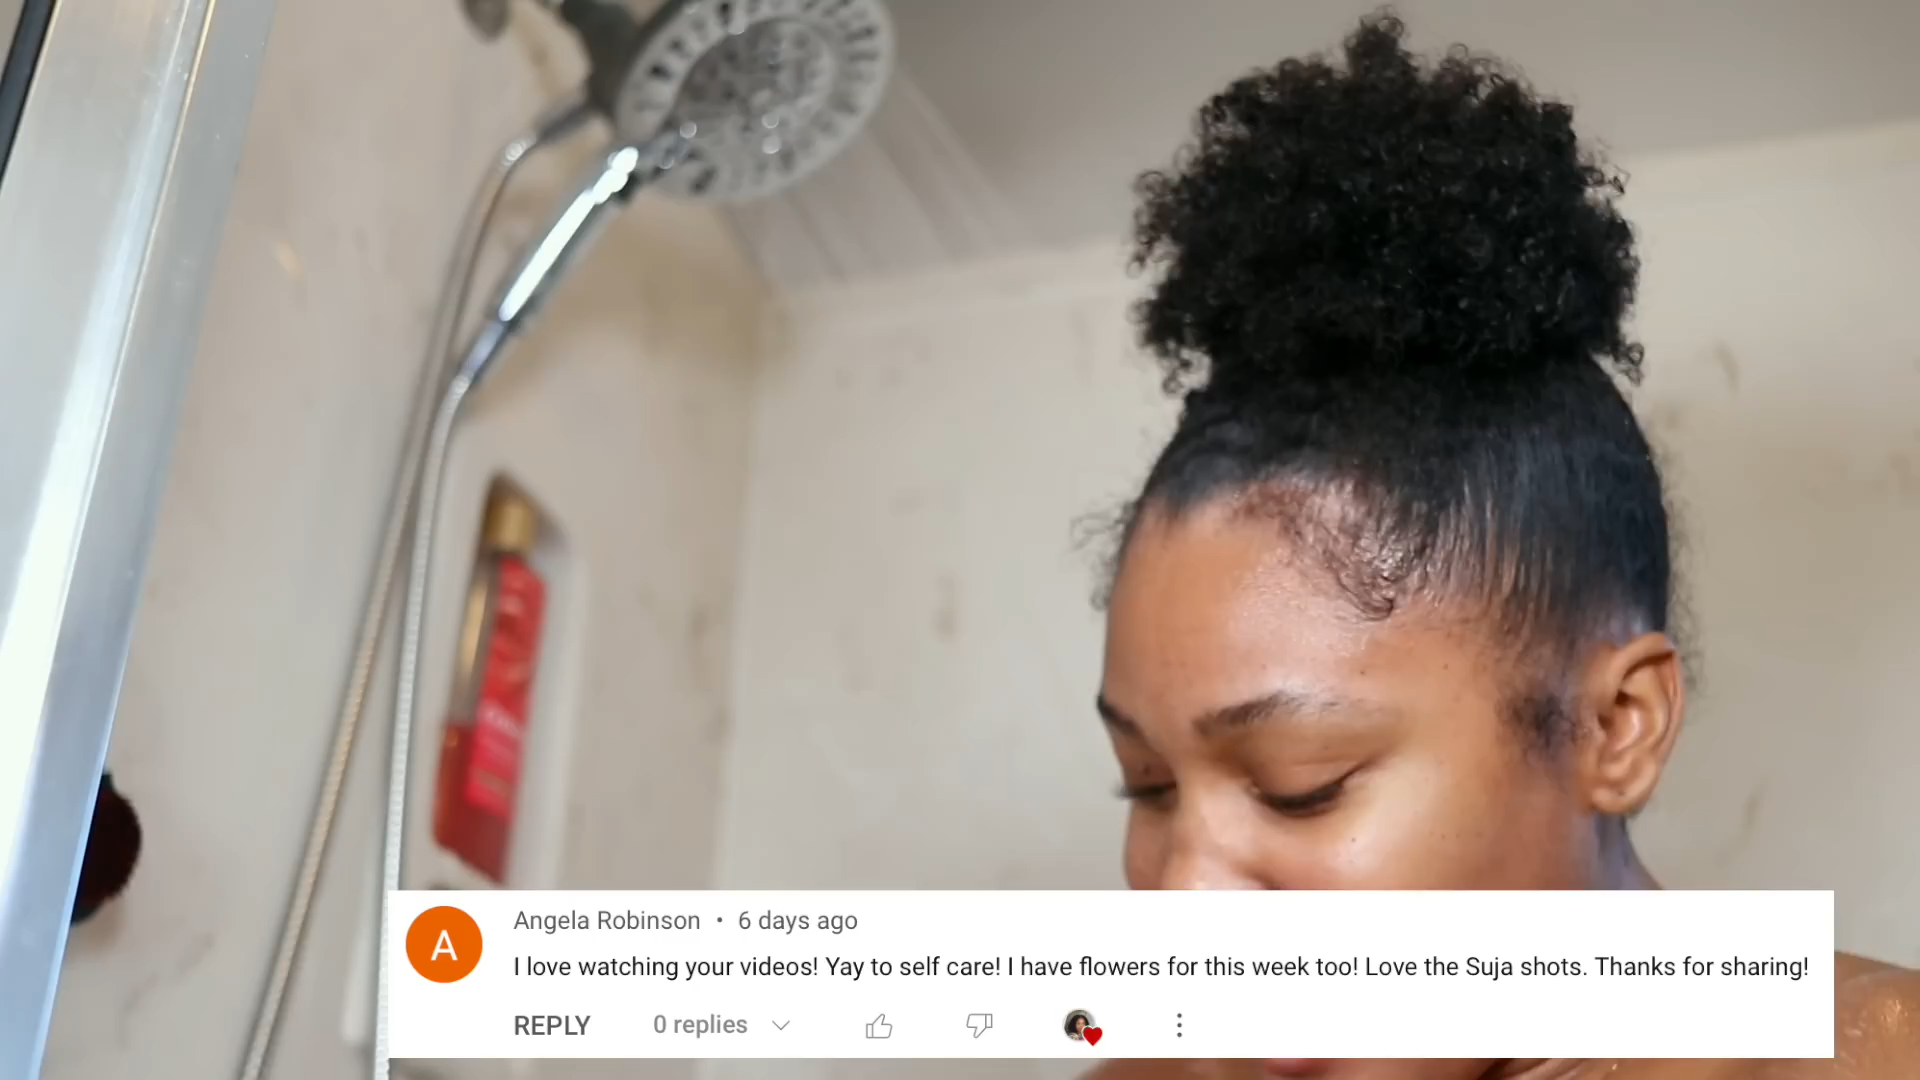 A
Angela Robinson • 6 days ago
I love watching your videos! Yay to self care! I have flowers for this week too! Love the Suja shots. Thanks for sharing!
REPLY 0 replies